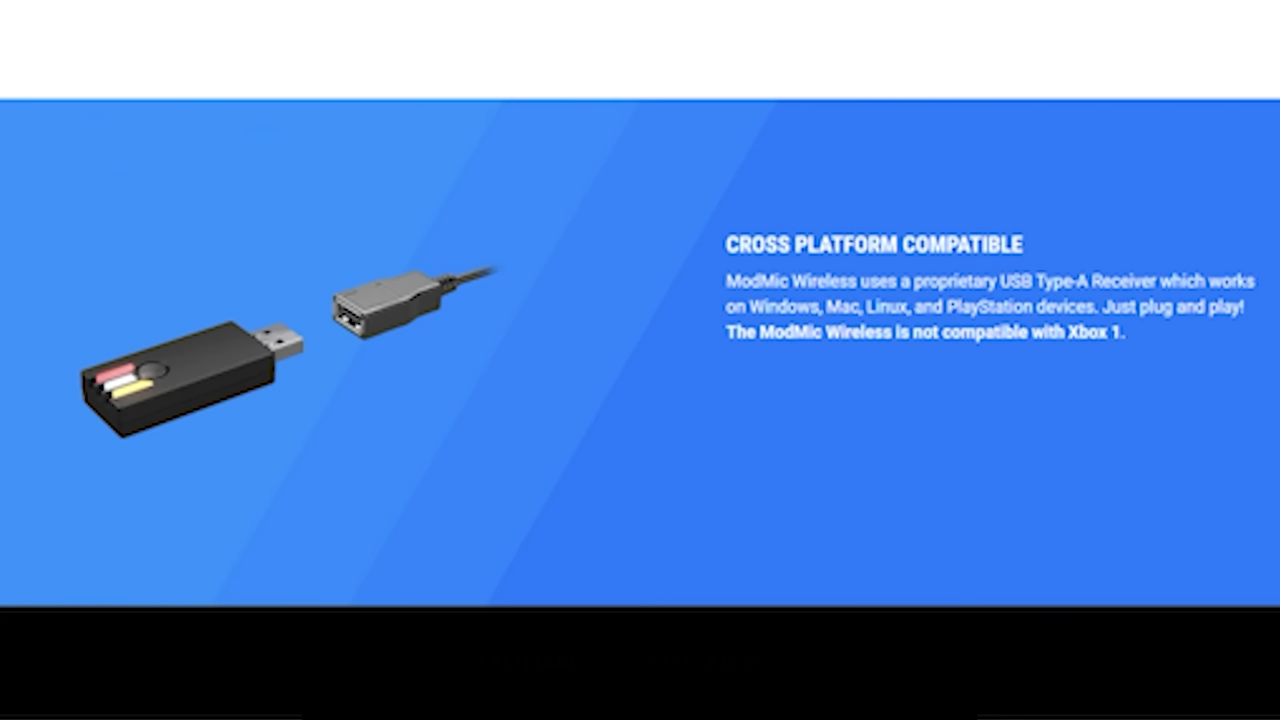 CROSS PLATFORM COMPATIBLE
ModMic Wireless uses a proprietary USB Type-A Receiver which works
on Windows, Mac, Linux, and PlayStation devices. Just plug and play!
The ModMic Wireless is not compatible with Xbox 1.